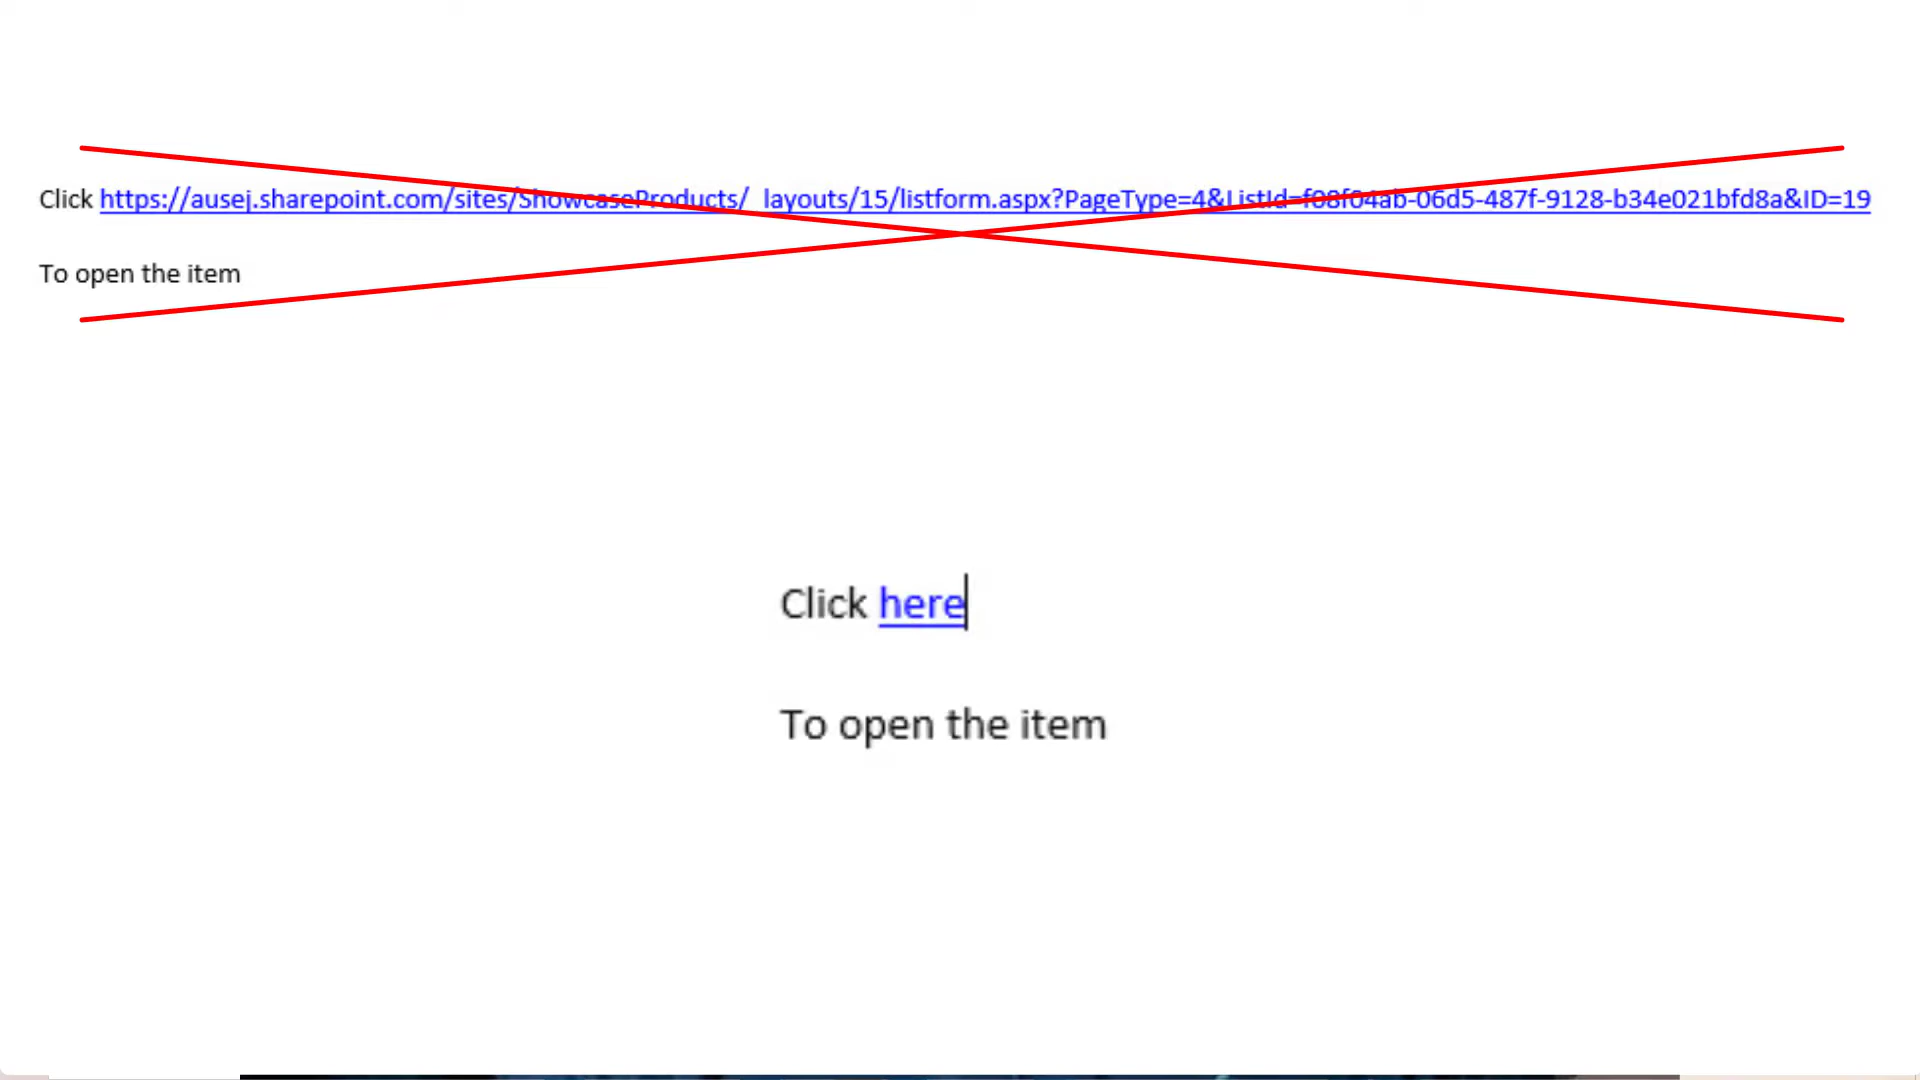 Click https://ausej.sharepoint.com/sites/ShowcaseProducts/_layouts/15/listform.aspx?PageType=4&ListId=f08f04ab-06d5-487f-9128-b34e021bfd8a&ID=19
To open the item
Click here
To open the item